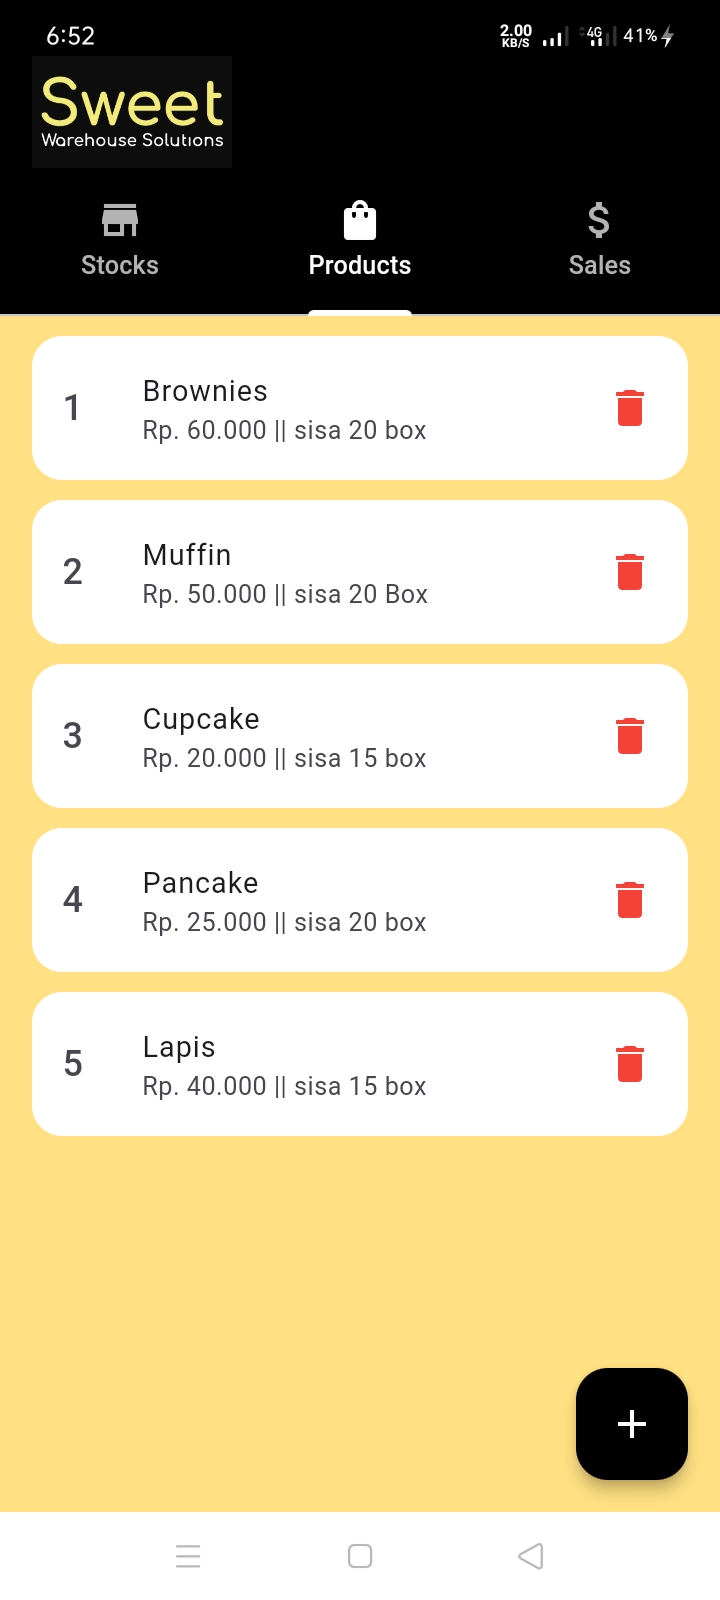 6:52
2.00
KB/S
4G
41%
Sweet
Warehouse Solutions
Stocks
Products
Sales
1
Brownies
Rp. 60.000 || sisa 20 box
2
Muffin
Rp. 50.000 || sisa 20 Box
3
Cupcake
Rp. 20.000 || sisa 15 box
4
Pancake
Rp. 25.000 || sisa 20 box
5
Lapis
Rp. 40.000 || sisa 15 box